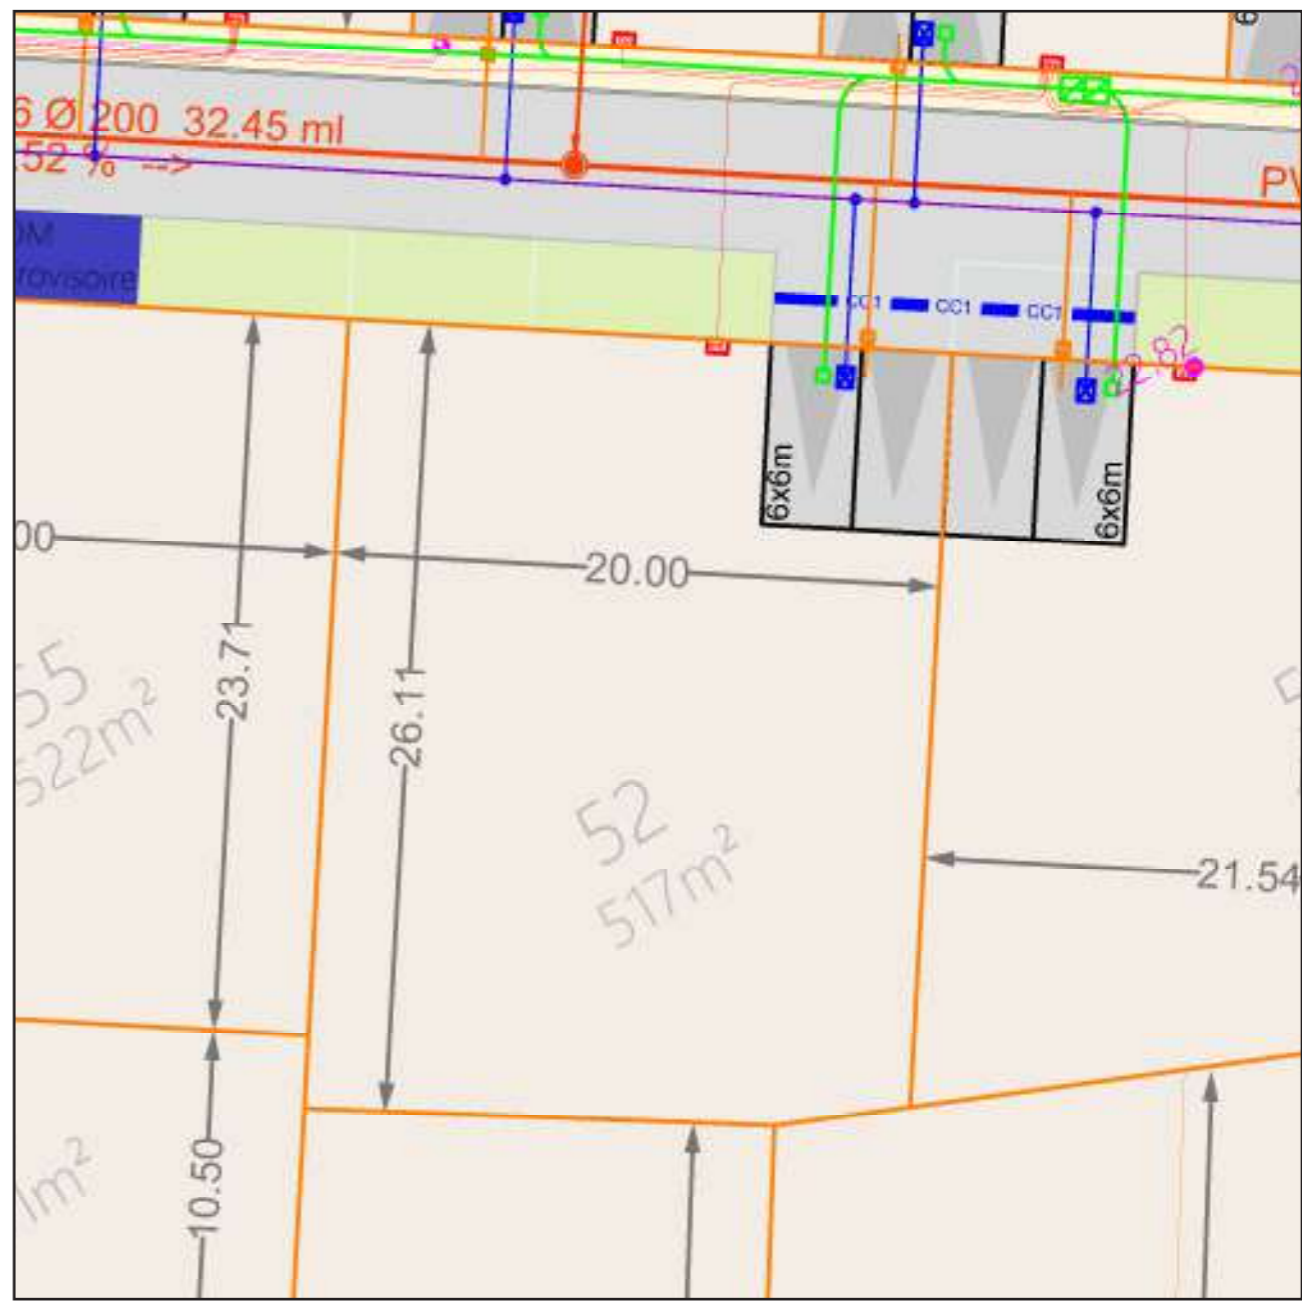 6 Ø 200 32.45 ml
.52 % -->
PV
OM
rovisoire
CC1 CC1 CC1
6x6m
6x6m
00
20.00
23.71
26.11
55
522m²
52
517m²
21.54
10.50
1m²